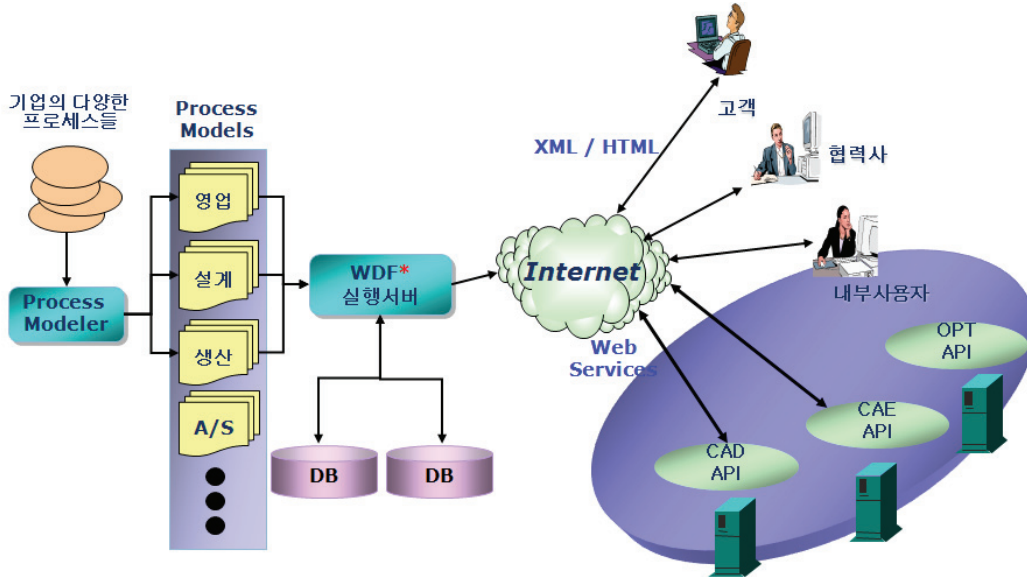 기업의 다양한
프로세스들
Process
Models
영업
설계
생산
A/S
Process
Modeler
WDF*
실행서버
DB
DB
XML / HTML
Internet
Web
Services
고객
협력사
내부사용자
OPT
API
CAE
API
CAD
API